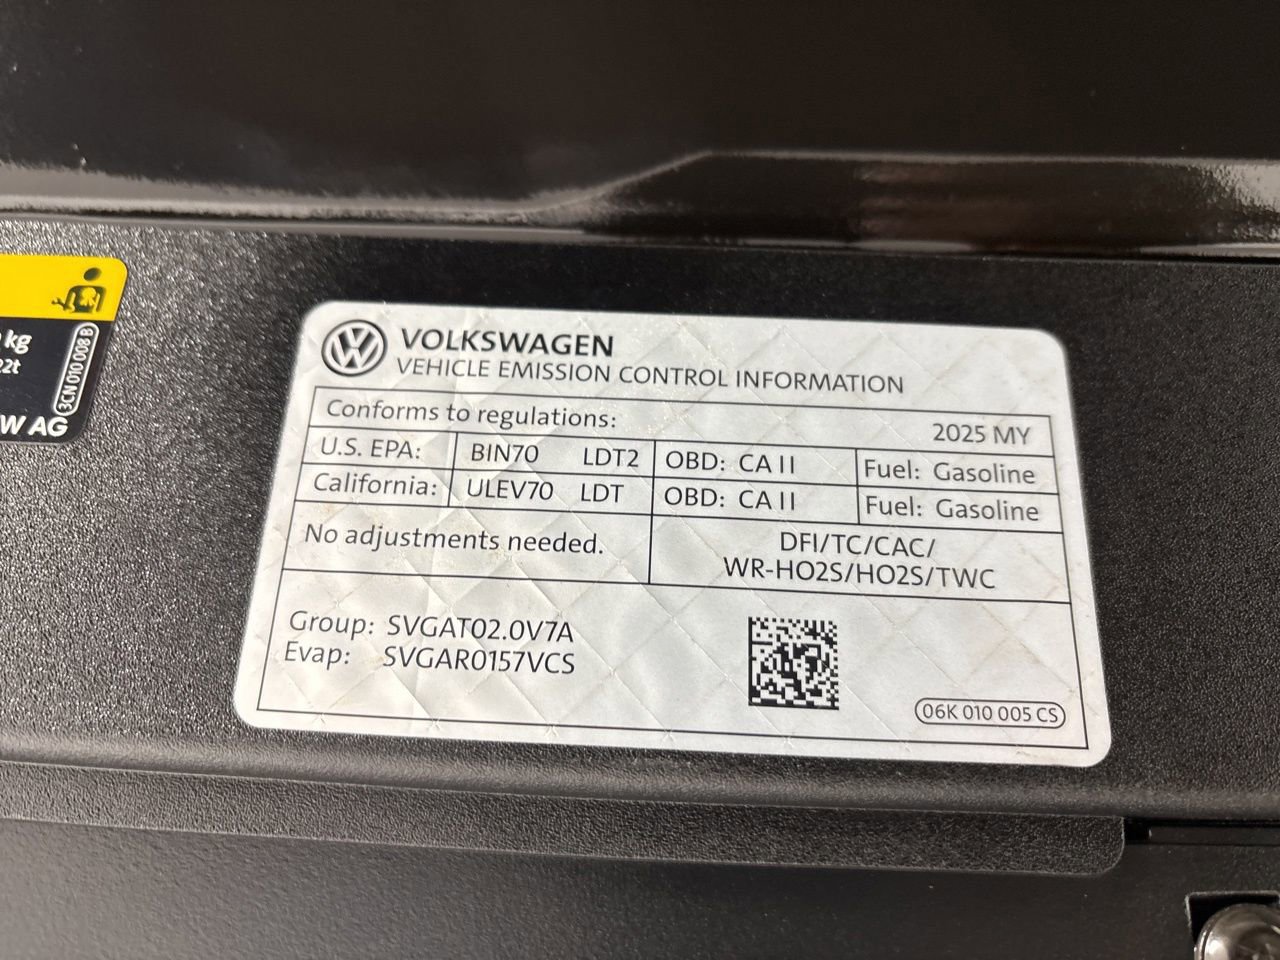 kg
22t
W AG
3CN 010 008 B
VOLKSWAGEN
VEHICLE EMISSION CONTROL INFORMATION
Conforms to regulations: 2025 MY
U.S. EPA: BIN70 LDT2 OBD: CA II Fuel: Gasoline
California: ULEV70 LDT OBD: CA II Fuel: Gasoline
No adjustments needed.
DFI/TC/CAC/
WR-HO2S/HO2S/TWC
Group: SVGAT02.0V7A
Evap: SVGAR0157VCS
06K 010 005 CS